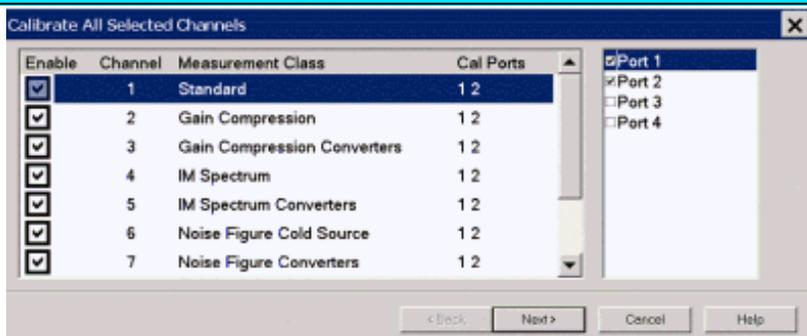 Calibrate All Selected Channels
Enable Channel Measurement Class Cal Ports
1 Standard 1 2
2 Gain Compression 1 2
3 Gain Compression Converters 1 2
4 IM Spectrum 1 2
5 IM Spectrum Converters 1 2
6 Noise Figure Cold Source 1 2
7 Noise Figure Converters 1 2
Port 1
Port 2
Port 3
Port 4
< Back Next > Cancel Help